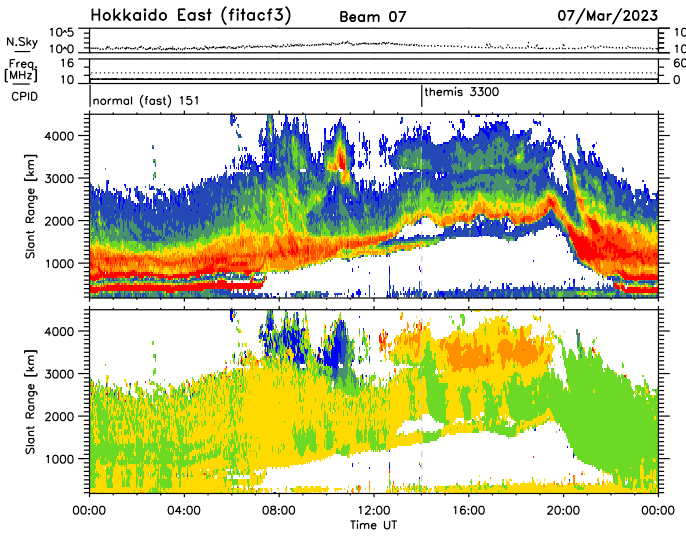 Hokkaido East (fitacf3) Beam 07 07/Mar/2023
N.Sky 10^5 10^0 10 10
Freq. [MHz] 16 10 60 0
CPID normal (fast) 151 themis 3300
Slant Range [km] 4000 3000 2000 1000
Slant Range [km] 4000 3000 2000 1000
00:00 04:00 08:00 12:00 16:00 20:00 00:00
Time UT